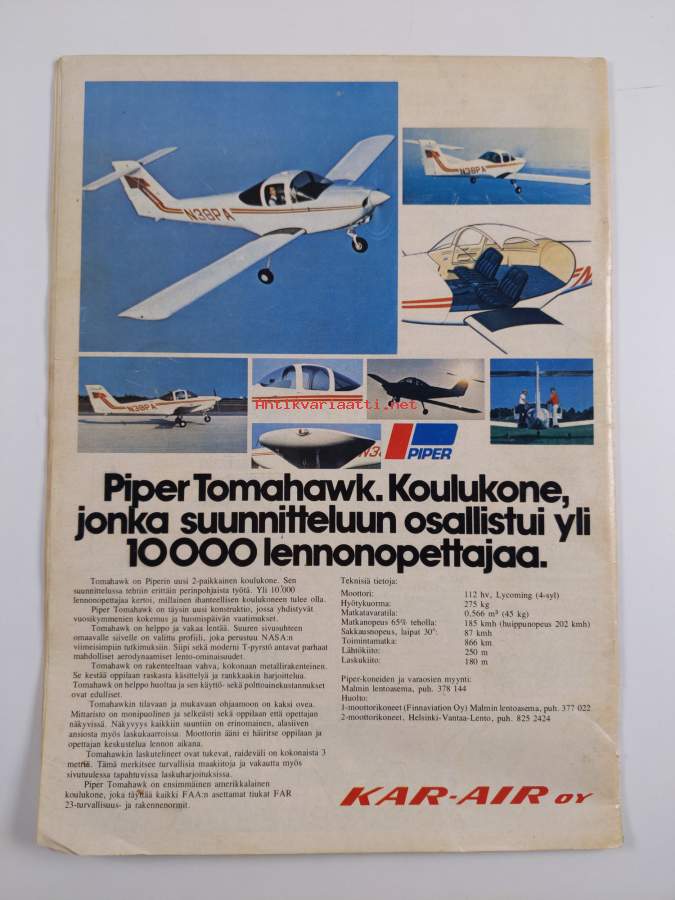 N38PA
N38PA
N38PA
Antikvariaatti.net
PIPER
Piper Tomahawk. Koulukone,
jonka suunnitteluun osallistui yli
10000 lennonopettajaa.
Tomahawk on Piperin uusi 2-paikkainen koulukone. Sen
suunnittelussa tehtiin erittäin perinpohjaista työtä. Yli 10.000
lennonopettajaa kertoi, millainen ihanteellisen koulukoneen tulee olla.
Piper Tomahawk on täysin uusi konstruktio, jossa yhdistyvät
vuosikymmenien kokemus ja huomispäivän vaatimukset.
Tomahawk on helppo ja vakaa lentää. Suuren sivusuhteen
omaavalle siivelle on valittu profiili, joka perustuu NASA:n
viimeisimpiin tutkimuksiin. Siipi sekä moderni T-pyrstö antavat parhaat
mahdolliset aerodynaamiset lento-ominaisuudet.
Tomahawk on rakenteeltaan vahva, kokonaan metallirakenteinen.
Se kestää oppilaan raskasta käsittelyä ja rankkaakin harjoittelua.
Tomahawk on helppo huoltaa ja sen käyttö- sekä polttoainekustannukset
ovat edulliset.
Tomahawkin tilavaan ja mukavaan ohjaamoon on kaksi ovea.
Mittaristo on monipuolinen ja selkeästi sekä oppilaan että opettajan
näkyvissä. Näkyvyys kaikkiin suuntiin on erinomainen, alasiiven
ansiosta myös laskukaarroissa. Moottorin ääni ei häiritse oppilaan ja
opettajan keskustelua lennon aikana.
Tomahawkin laskutelineet ovat tukevat, raideväli on kokonaista 3
metriä. Tämä merkitsee turvallisia maakiitoja ja vakautta myös
sivutuulessa tapahtuvissa laskuharjoituksissa.
Piper Tomahawk on ensimmäinen amerikkalainen
koulukone, joka täyttää kaikki FAA:n asettamat tiukat FAR
23-turvallisuus- ja rakennenormit.
Teknisiä tietoja:
Moottori: 112 hv, Lycoming (4-syl)
Hyötykuorma: 275 kg
Matkatavaratila: 0,566 m³ (45 kg)
Matkanopeus 65% teholla: 185 kmh (huippunopeus 202 kmh)
Sakkausnopeus, laipat 30°: 87 kmh
Toimintamatka: 866 km
Lähtökiito: 250 m
Laskukiito: 180 m
Piper-koneiden ja varaosien myynti:
Malmin lentoasema, puh. 378 144
Huolto:
1-moottorikoneet (Finnaviation Oy) Malmin lentoasema, puh. 377 022
2-moottorikoneet, Helsinki-Vantaa-Lento, puh. 825 2424
KAR-AIR OY